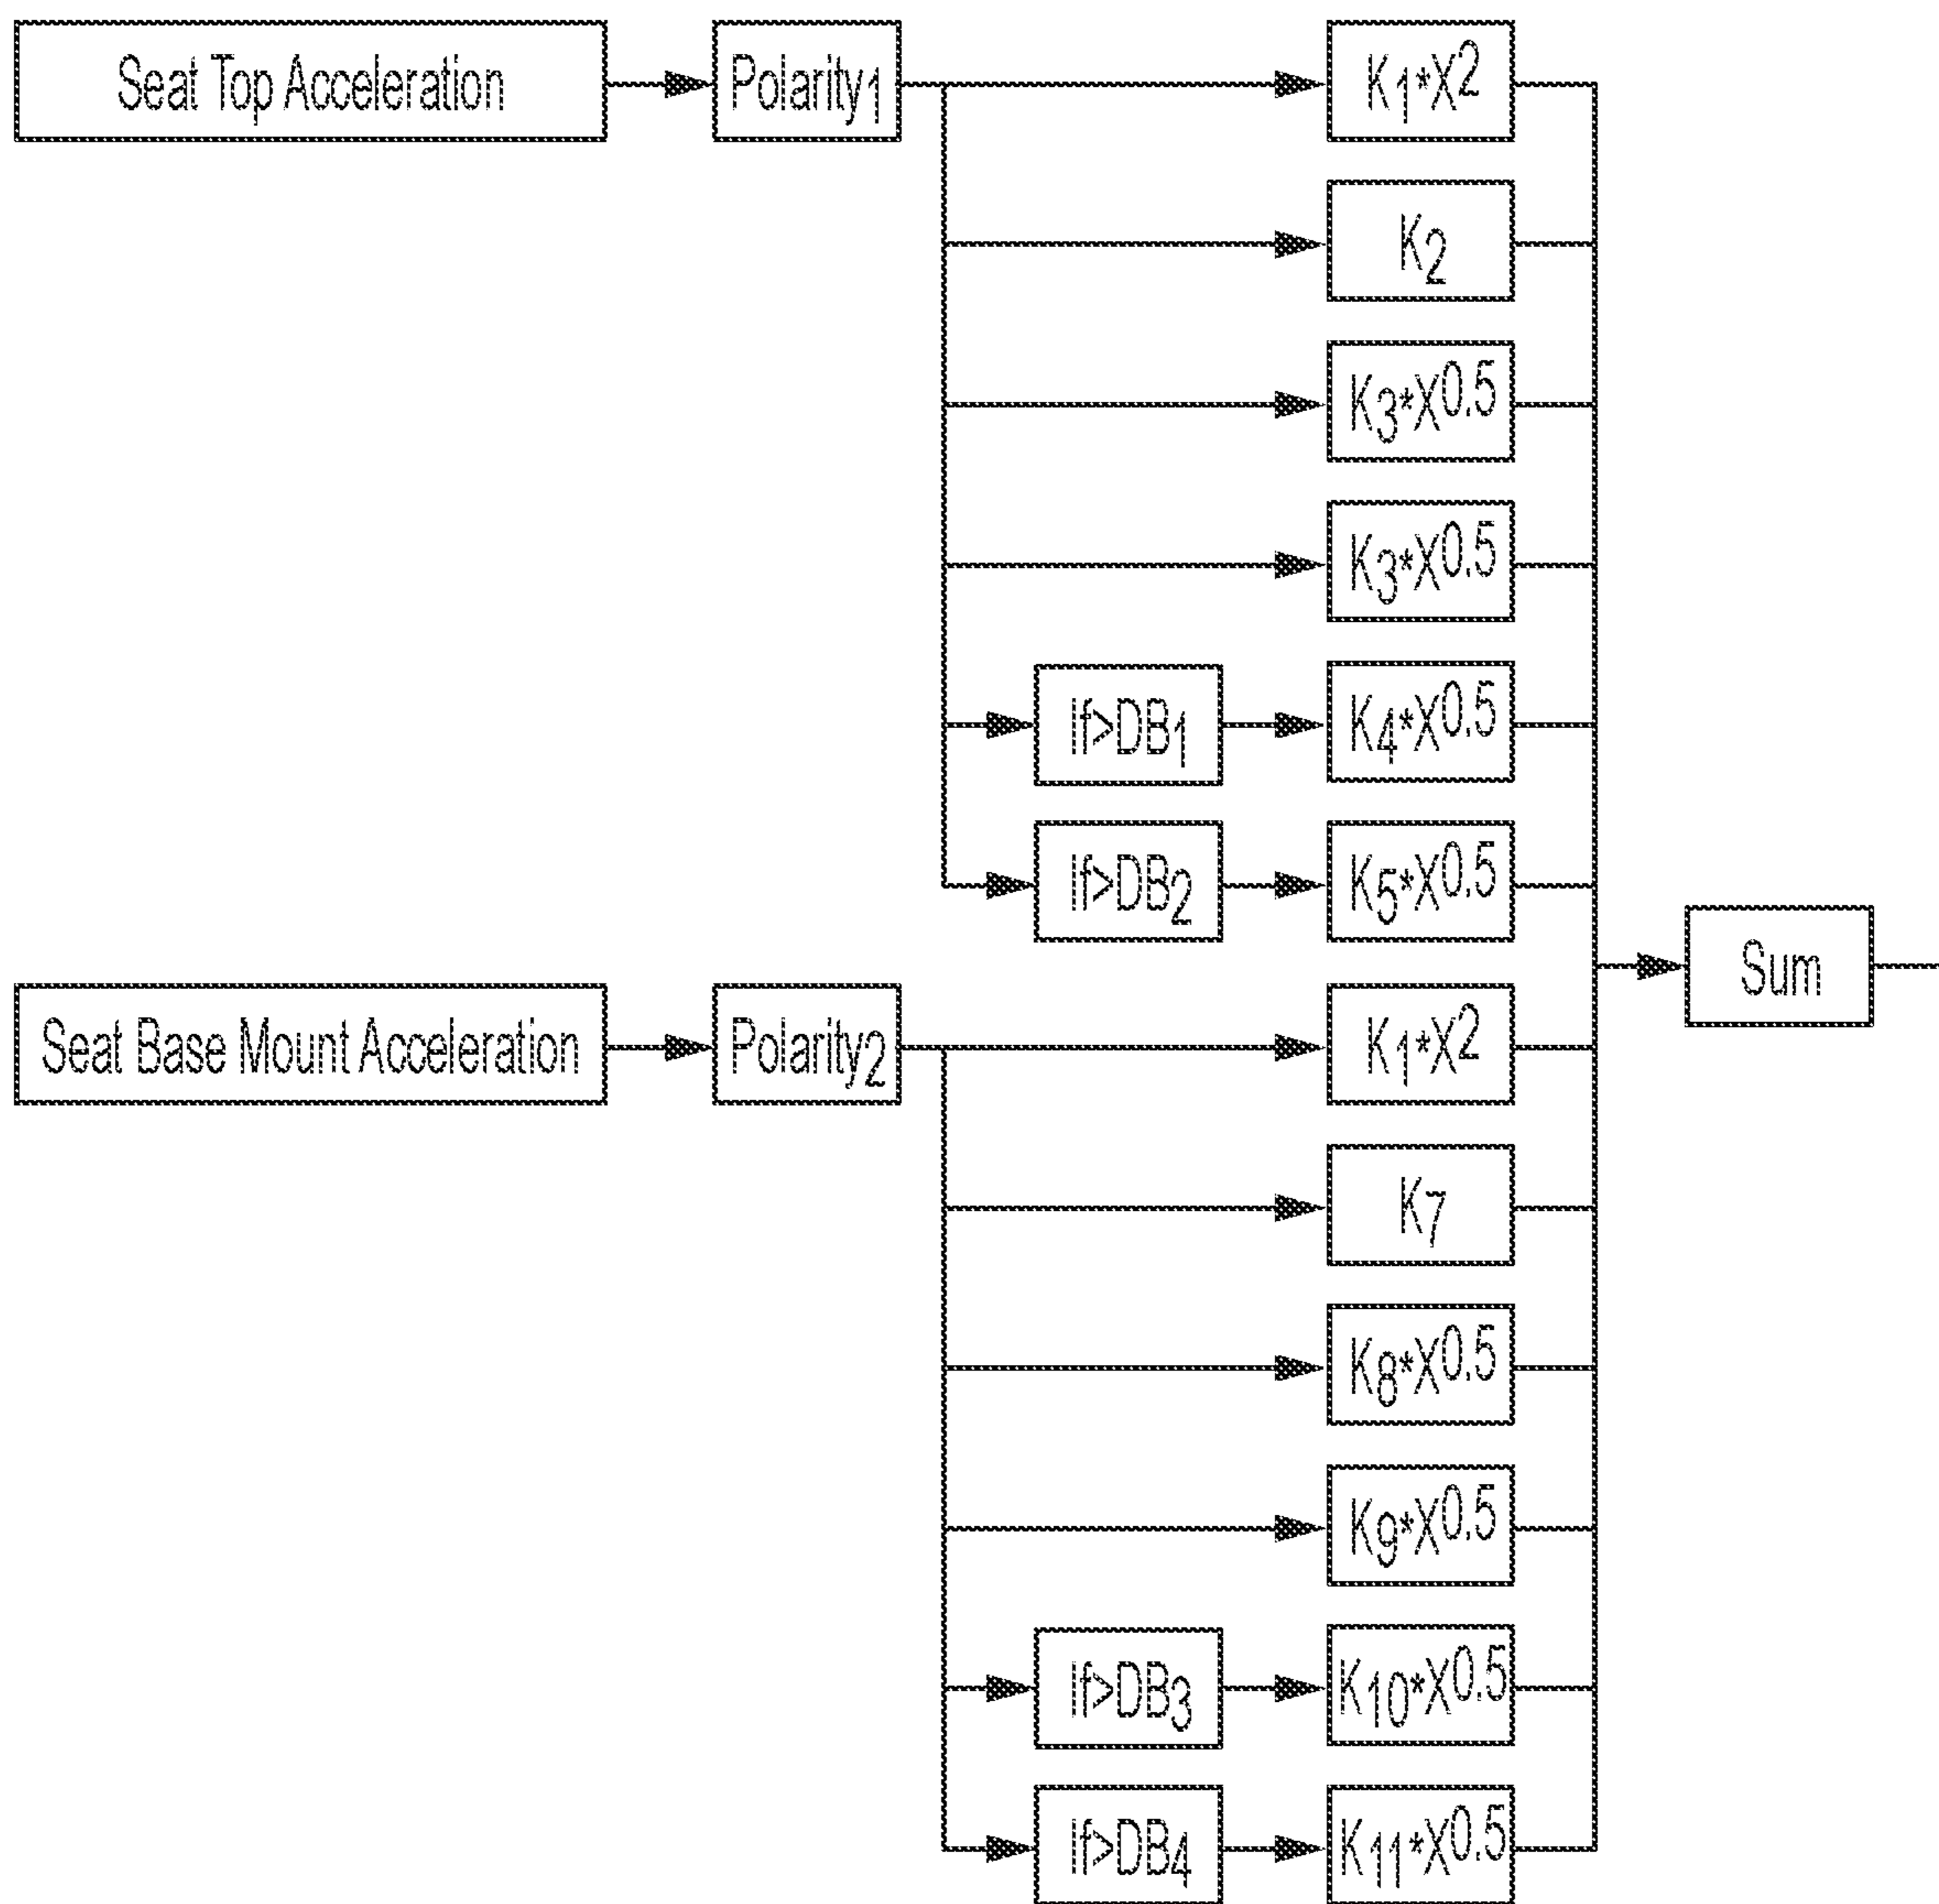 Seat Top Acceleration
Polarity₁
K₁*X²
K₂
K₃*X⁰·⁵
K₃*X⁰·⁵
If>DB₁
K₄*X⁰·⁵
If>DB₂
K₅*X⁰·⁵
Sum
Seat Base Mount Acceleration
Polarity₂
K₁*X²
K₇
K₈*X⁰·⁵
K₉*X⁰·⁵
If>DB₃
K₁₀*X⁰·⁵
If>DB₄
K₁₁*X⁰·⁵